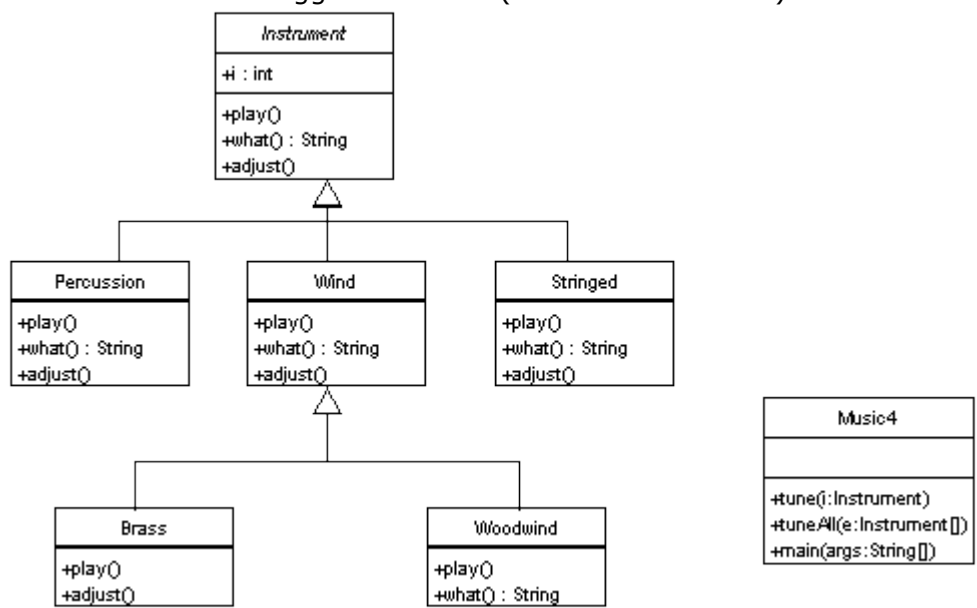 Instrument
+i : int
+play()
+what() : String
+adjust()
Percussion
+play()
+what() : String
+adjust()
Wind
+play()
+what() : String
+adjust()
Stringed
+play()
+what() : String
+adjust()
Music4
+tune(i:Instrument)
+tuneAll(e:Instrument[])
+main(args:String[])
Brass
+play()
+adjust()
Woodwind
+play()
+what() : String